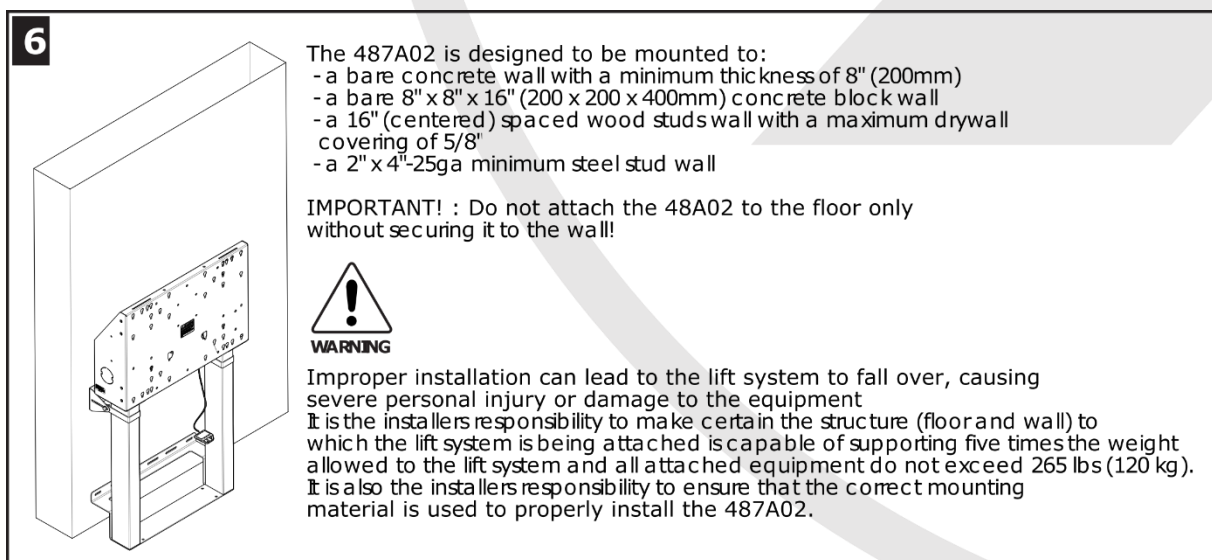 6
The 487A02 is designed to be mounted to:
- a bare concrete wall with a minimum thickness of 8" (200mm)
- a bare 8" x 8" x 16" (200 x 200 x 400mm) concrete block wall
- a 16" (centered) spaced wood studs wall with a maximum drywall
covering of 5/8"
- a 2" x 4"-25ga minimum steel stud wall
IMPORTANT! : Do not attach the 48A02 to the floor only
without securing it to the wall!
WARNING
Improper installation can lead to the lift system to fall over, causing
severe personal injury or damage to the equipment
It is the installers responsibility to make certain the structure (floor and wall) to
which the lift system is being attached is capable of supporting five times the weight
allowed to the lift system and all attached equipment do not exceed 265 lbs (120 kg).
It is also the installers responsibility to ensure that the correct mounting
material is used to properly install the 487A02.